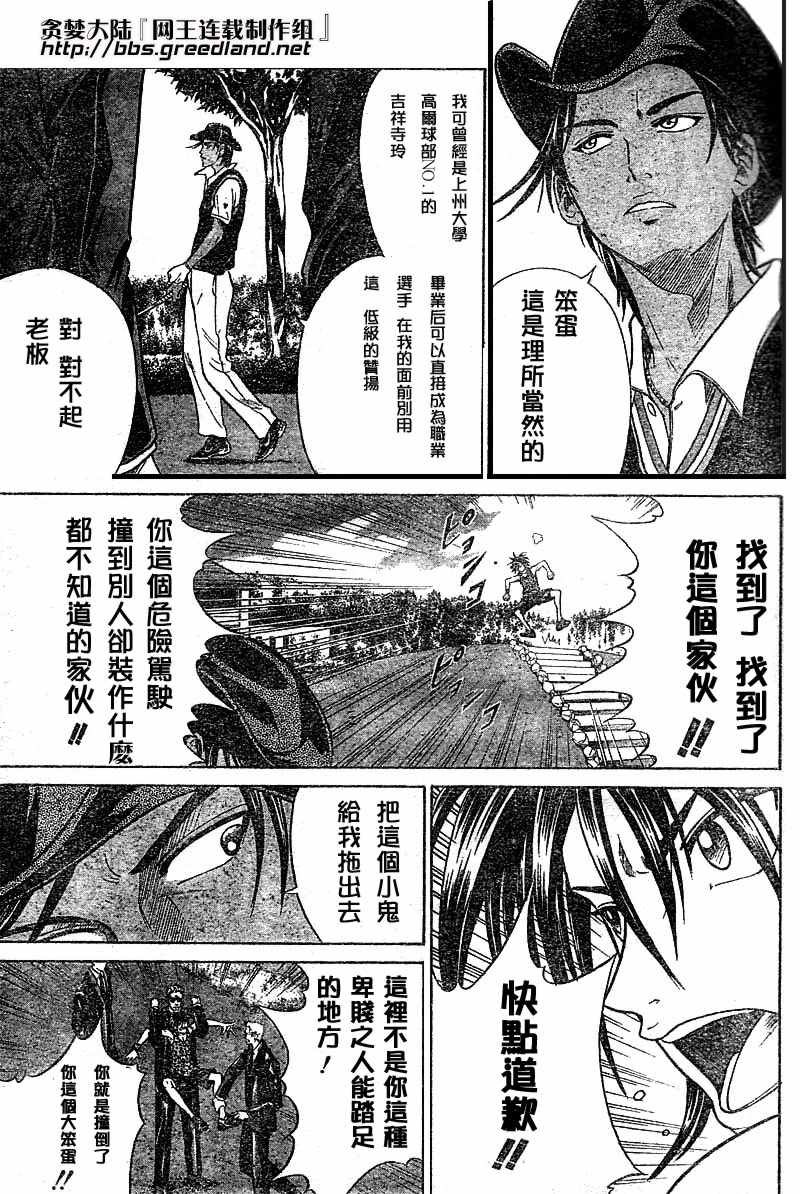 贪婪大陆『网王连载制作组』
http://bbs.greedland.net
笨蛋
這是理所當然的
我可曾經是上州大學
高爾球部NO.1的
吉祥寺玲
畢業后可以直接成為職業
選手 在我的面前別用
這 低級的贊揚
對 對不起
老板
找到了 找到了
你這個家伙!!
ピョン
ピョン
你這個危險駕駛
撞到別人卻裝作什麼
都不知道的家伙!!
快點道歉!!
把這個小鬼
給我拖出去
這裡不是你這種
卑賤之人能踏足
的地方!
你就是撞倒了
你這個大笨蛋!!